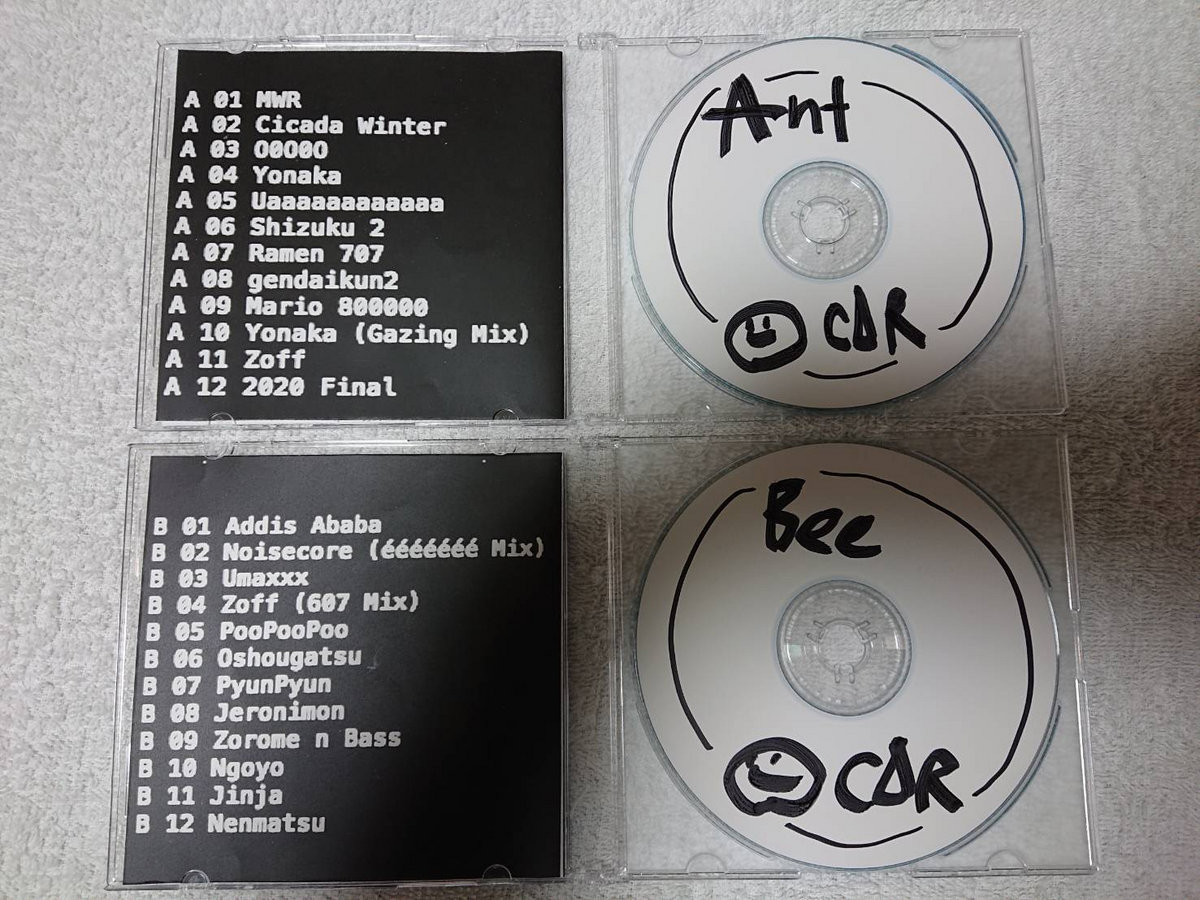 A 01 MWR
A 02 Cicada Winter
A 03 O0O0O
A 04 Yonaka
A 05 Uaaaaaaaaaaaa
A 06 Shizuku 2
A 07 Ramen 707
A 08 gendaikun2
A 09 Mario 800000
A 10 Yonaka (Gazing Mix)
A 11 Zoff
A 12 2020 Final
Ant
CDR
B 01 Addis Ababa
B 02 Noisecore (ééééééé Mix)
B 03 Umaxxx
B 04 Zoff (607 Mix)
B 05 PooPooPoo
B 06 Oshougatsu
B 07 PyunPyun
B 08 Jeronimon
B 09 Zorome n Bass
B 10 Ngoyo
B 11 Jinja
B 12 Nenmatsu
Bee
CDR